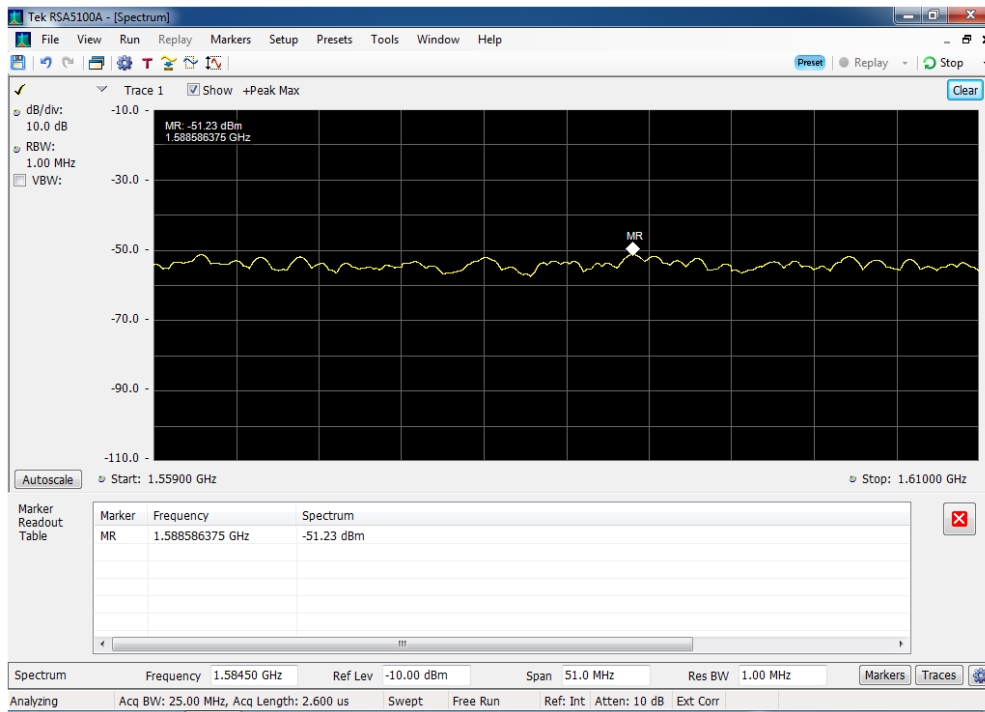 Tek RSA5100A - [Spectrum]
File View Run Replay Markers Setup Presets Tools Window Help
T Preset Replay Stop
Trace 1 Show +Peak Max Clear
dB/div:
10.0 dB
RBW:
1.00 MHz
VBW:
-10.0
MR: -51.23 dBm
1.588586375 GHz
-30.0
MR
-50.0
-70.0
-90.0
-110.0
Autoscale Start: 1.55900 GHz Stop: 1.61000 GHz
Marker
Readout
Table
Marker Frequency Spectrum
MR 1.588586375 GHz -51.23 dBm
Spectrum Frequency 1.58450 GHz Ref Lev -10.00 dBm Span 51.0 MHz Res BW 1.00 MHz Markers Traces
Analyzing Acq BW: 25.00 MHz, Acq Length: 2.600 us Swept Free Run Ref: Int Atten: 10 dB Ext Corr